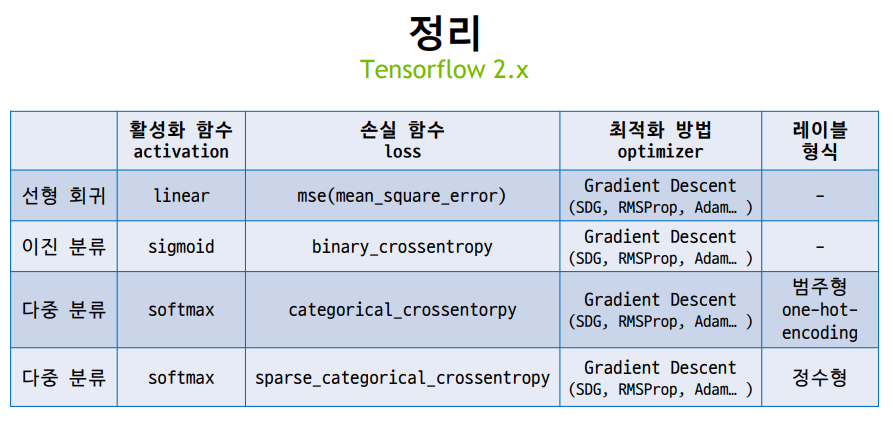 정리
Tensorflow 2.x
활성화 함수
activation
손실 함수
loss
최적화 방법
optimizer
레이블
형식
선형 회귀
linear
mse(mean_square_error)
Gradient Descent
(SDG, RMSProp, Adam… )
-
이진 분류
sigmoid
binary_crossentropy
Gradient Descent
(SDG, RMSProp, Adam… )
-
다중 분류
softmax
categorical_crossentorpy
Gradient Descent
(SDG, RMSProp, Adam… )
범주형
one-hot-
encoding
다중 분류
softmax
sparse_categorical_crossentropy
Gradient Descent
(SDG, RMSProp, Adam… )
정수형